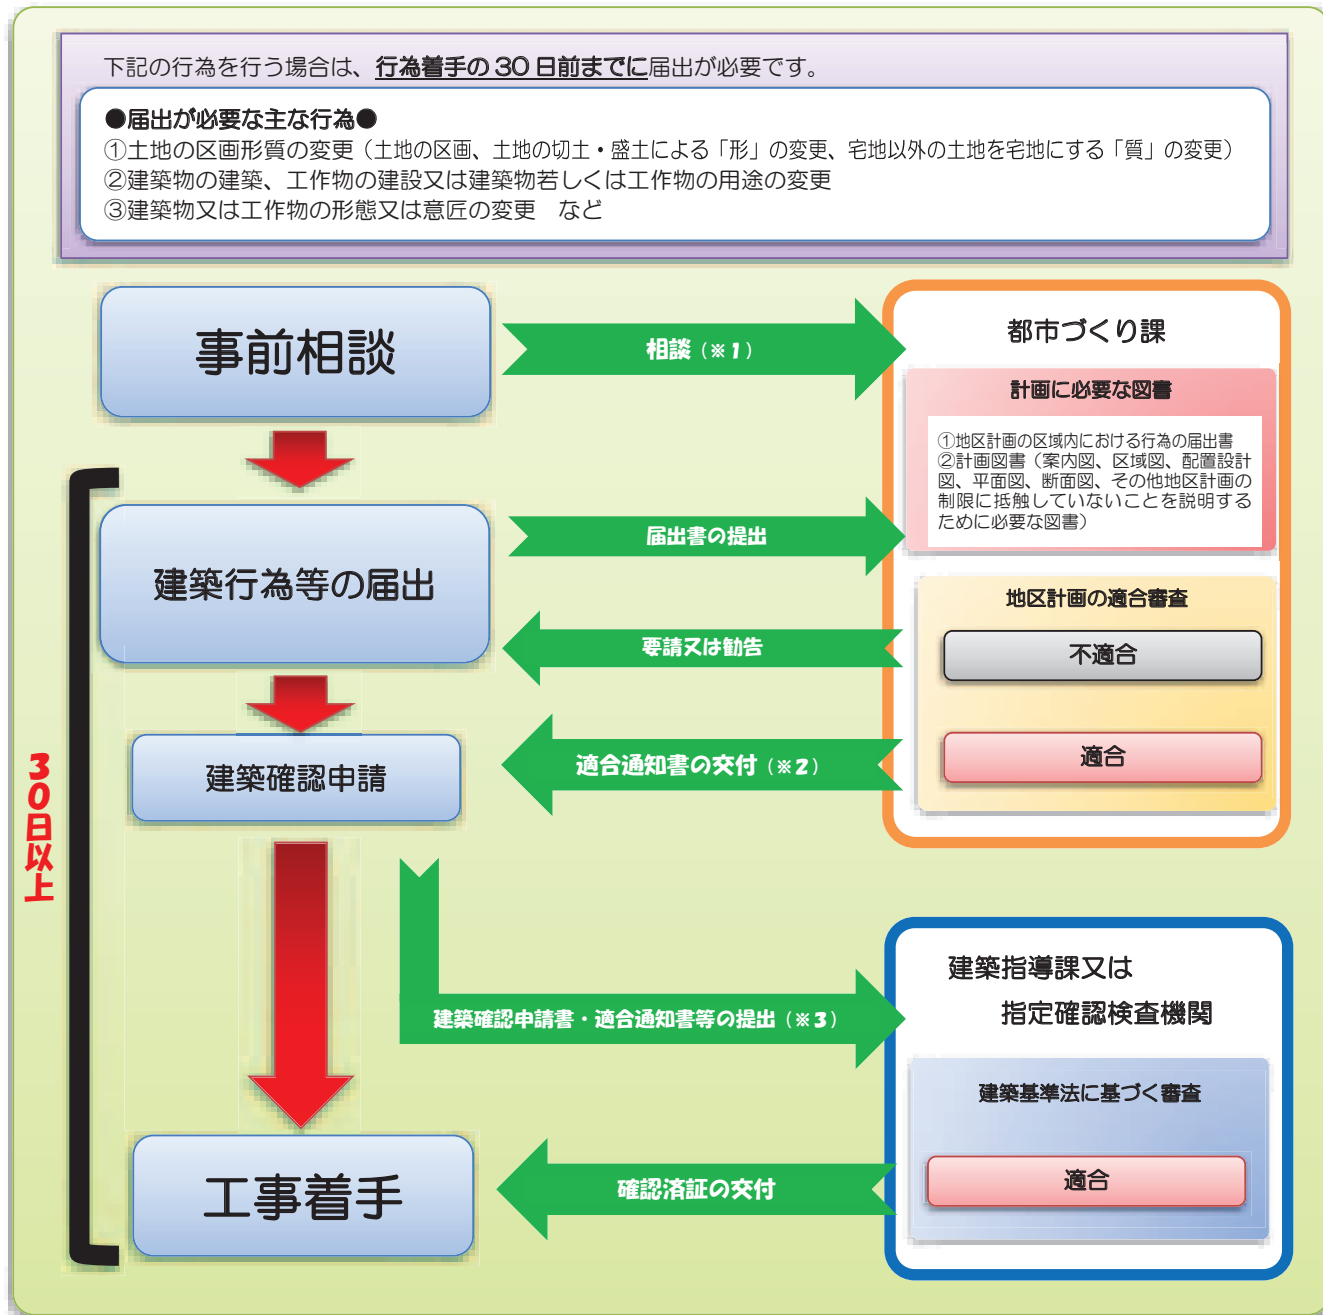 下記の行為を行う場合は、行為着手の30日前までに届出が必要です。
●届出が必要な主な行為●
①土地の区画形質の変更（土地の区画、土地の切土・盛土による「形」の変更、宅地以外の土地を宅地にする「質」の変更）
②建築物の建築、工作物の建設又は建築物若しくは工作物の用途の変更
③建築物又は工作物の形態又は意匠の変更　など
事前相談
相談（※1）
都市づくり課
計画に必要な図書
①地区計画の区域内における行為の届出書
②計画図書（案内図、区域図、配置設計
図、平面図、断面図、その他地区計画の
制限に抵触していないことを説明する
ために必要な図書）
建築行為等の届出
届出書の提出
地区計画の適合審査
要請又は勧告
不適合
建築確認申請
適合通知書の交付（※2）
適合
30日以上
建築指導課又は
指定確認検査機関
建築確認申請書・適合通知書等の提出（※3）
建築基準法に基づく審査
工事着手
確認済証の交付
適合